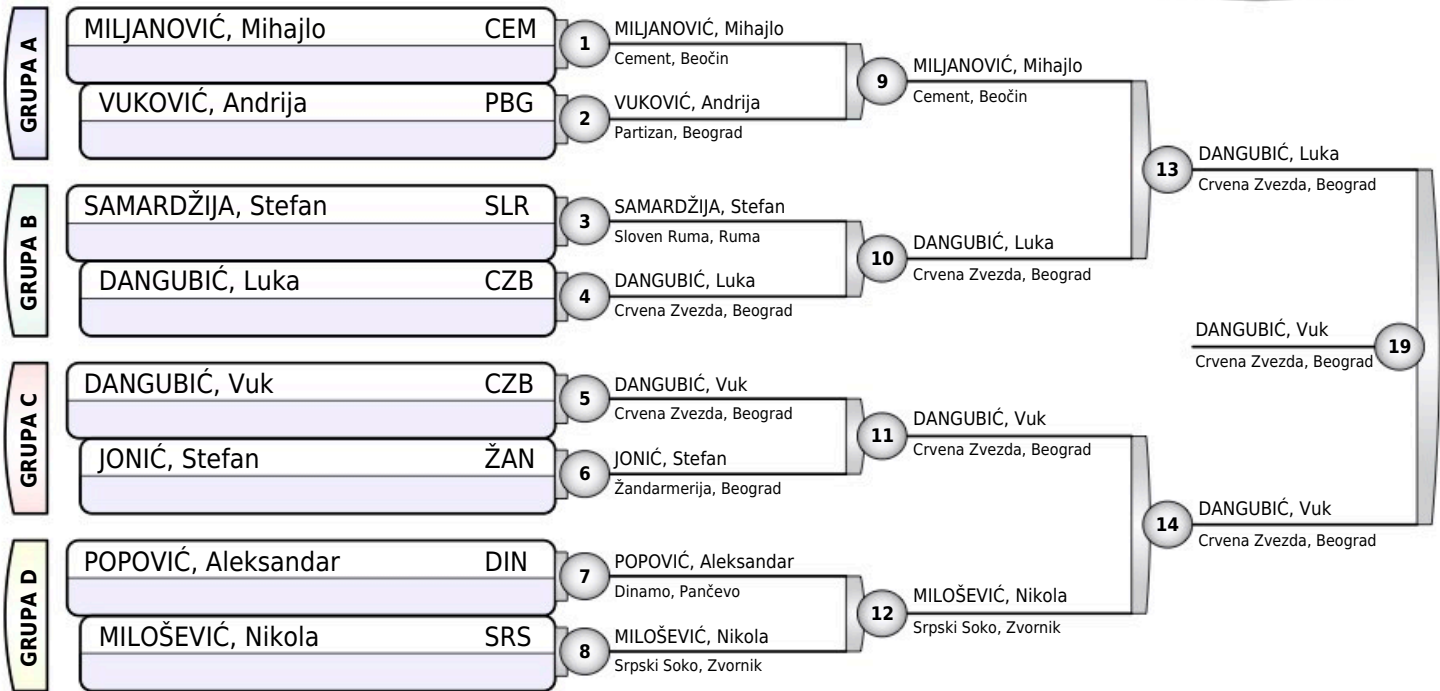 GRUPA A
MILJANOVIĆ, Mihajlo CEM
VUKOVIĆ, Andrija PBG
GRUPA B
SAMARDŽIJA, Stefan SLR
DANGUBIĆ, Luka CZB
GRUPA C
DANGUBIĆ, Vuk CZB
JONIĆ, Stefan ŽAN
GRUPA D
POPOVIĆ, Aleksandar DIN
MILOŠEVIĆ, Nikola SRS
1
MILJANOVIĆ, Mihajlo
Cement, Beočin
2
VUKOVIĆ, Andrija
Partizan, Beograd
3
SAMARDŽIJA, Stefan
Sloven Ruma, Ruma
4
DANGUBIĆ, Luka
Crvena Zvezda, Beograd
5
DANGUBIĆ, Vuk
Crvena Zvezda, Beograd
6
JONIĆ, Stefan
Žandarmerija, Beograd
7
POPOVIĆ, Aleksandar
Dinamo, Pančevo
8
MILOŠEVIĆ, Nikola
Srpski Soko, Zvornik
9
MILJANOVIĆ, Mihajlo
Cement, Beočin
10
DANGUBIĆ, Luka
Crvena Zvezda, Beograd
11
DANGUBIĆ, Vuk
Crvena Zvezda, Beograd
12
MILOŠEVIĆ, Nikola
Srpski Soko, Zvornik
13
DANGUBIĆ, Luka
Crvena Zvezda, Beograd
14
DANGUBIĆ, Vuk
Crvena Zvezda, Beograd
DANGUBIĆ, Vuk
Crvena Zvezda, Beograd
19